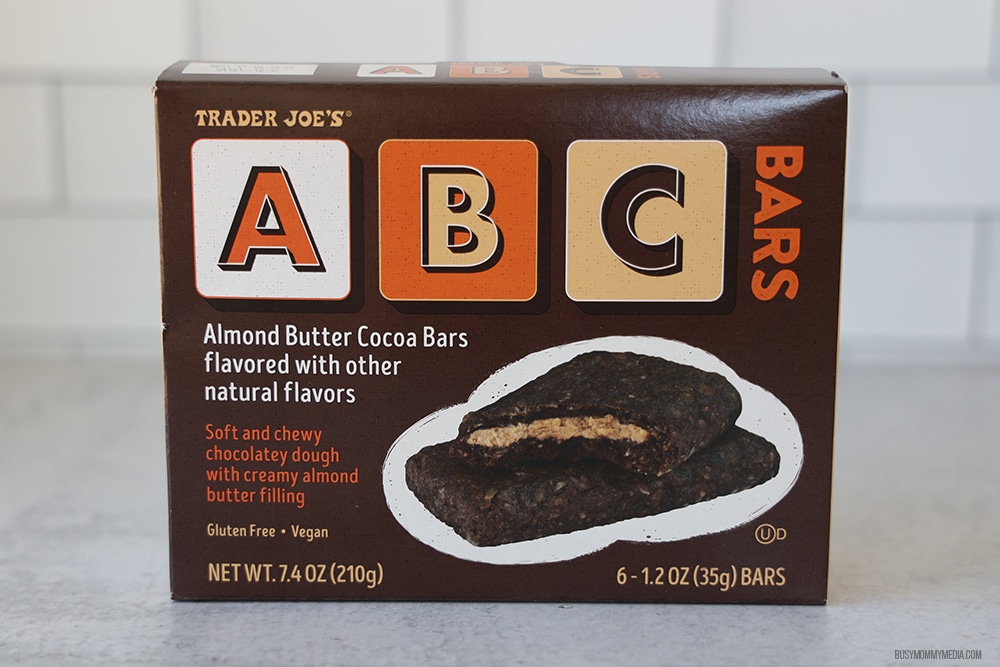 A B C
TRADER JOE'S®
A B C BARS
Almond Butter Cocoa Bars
flavored with other
natural flavors
Soft and chewy
chocolatey dough
with creamy almond
butter filling
Gluten Free • Vegan
U D
NET WT. 7.4 OZ (210g)
6 - 1.2 OZ (35g) BARS
BUSYMOMMYMEDIA.COM